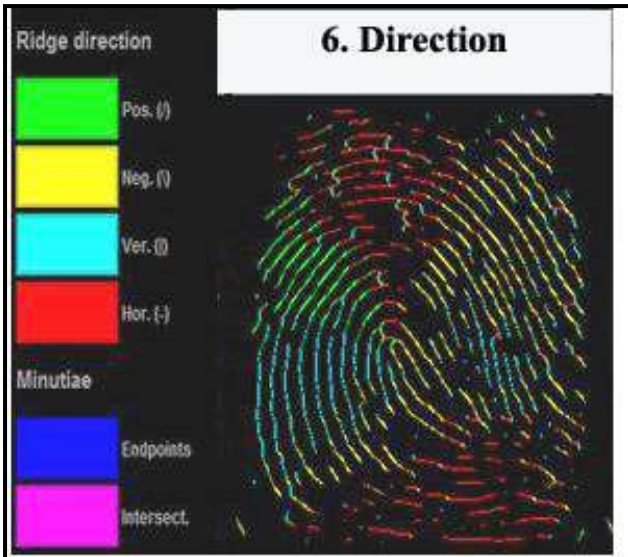 Ridge direction
6. Direction
Pos. (/)
Neg. (\)
Ver. (|)
Hor. (-)
Minutiae
Endpoints
Intersect.